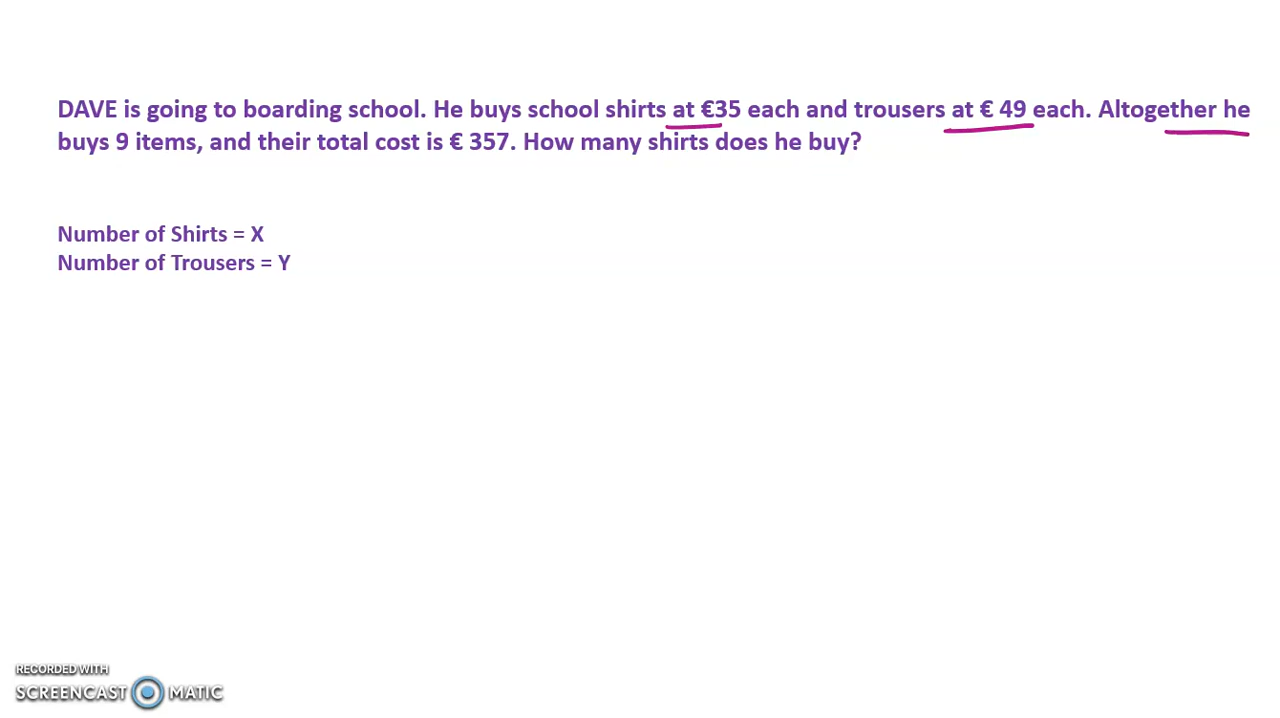 DAVE is going to boarding school. He buys school shirts at €35 each and trousers at € 49 each. Altogether he
buys 9 items, and their total cost is € 357. How many shirts does he buy?
Number of Shirts = X
Number of Trousers = Y
RECORDED WITH
SCREENCAST MATIC